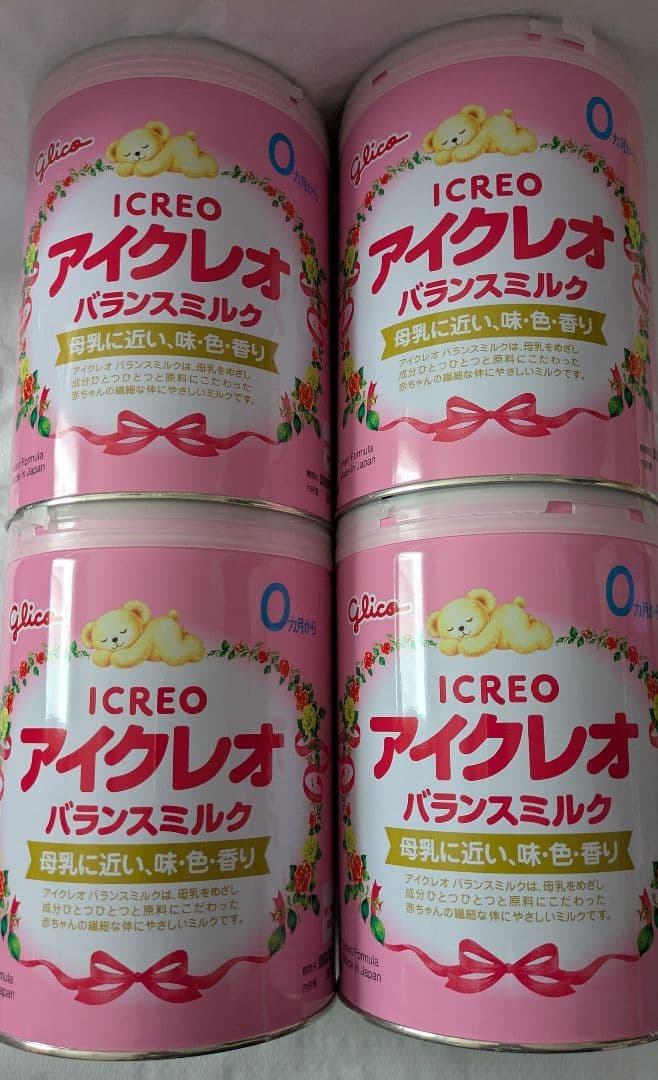 glico
0ヵ月から
ICREO
アイクレオ
バランスミルク
母乳に近い、味・色・香り
アイクレオ バランスミルクは、母乳をめざし
成分ひとつひとつと原料にこだわった
赤ちゃんの繊細な体にやさしいミルクです。
Formula
Made in Japan
glico
0ヵ月から
ICREO
アイクレオ
バランスミルク
母乳に近い、味・色・香り
アイクレオ バランスミルクは、母乳をめざし
成分ひとつひとつと原料にこだわった
赤ちゃんの繊細な体にやさしいミルクです。
Formula
Made in Japan
glico
0ヵ月から
ICREO
アイクレオ
バランスミルク
母乳に近い、味・色・香り
アイクレオ バランスミルクは、母乳をめざし
成分ひとつひとつと原料にこだわった
赤ちゃんの繊細な体にやさしいミルクです。
Formula
in Japan
glico
0ヵ月から
ICREO
アイクレオ
バランスミルク
母乳に近い、味・色・香り
アイクレオ バランスミルクは、母乳をめざし
成分ひとつひとつと原料にこだわった
赤ちゃんの繊細な体にやさしいミルクです。
Formula
in Japan